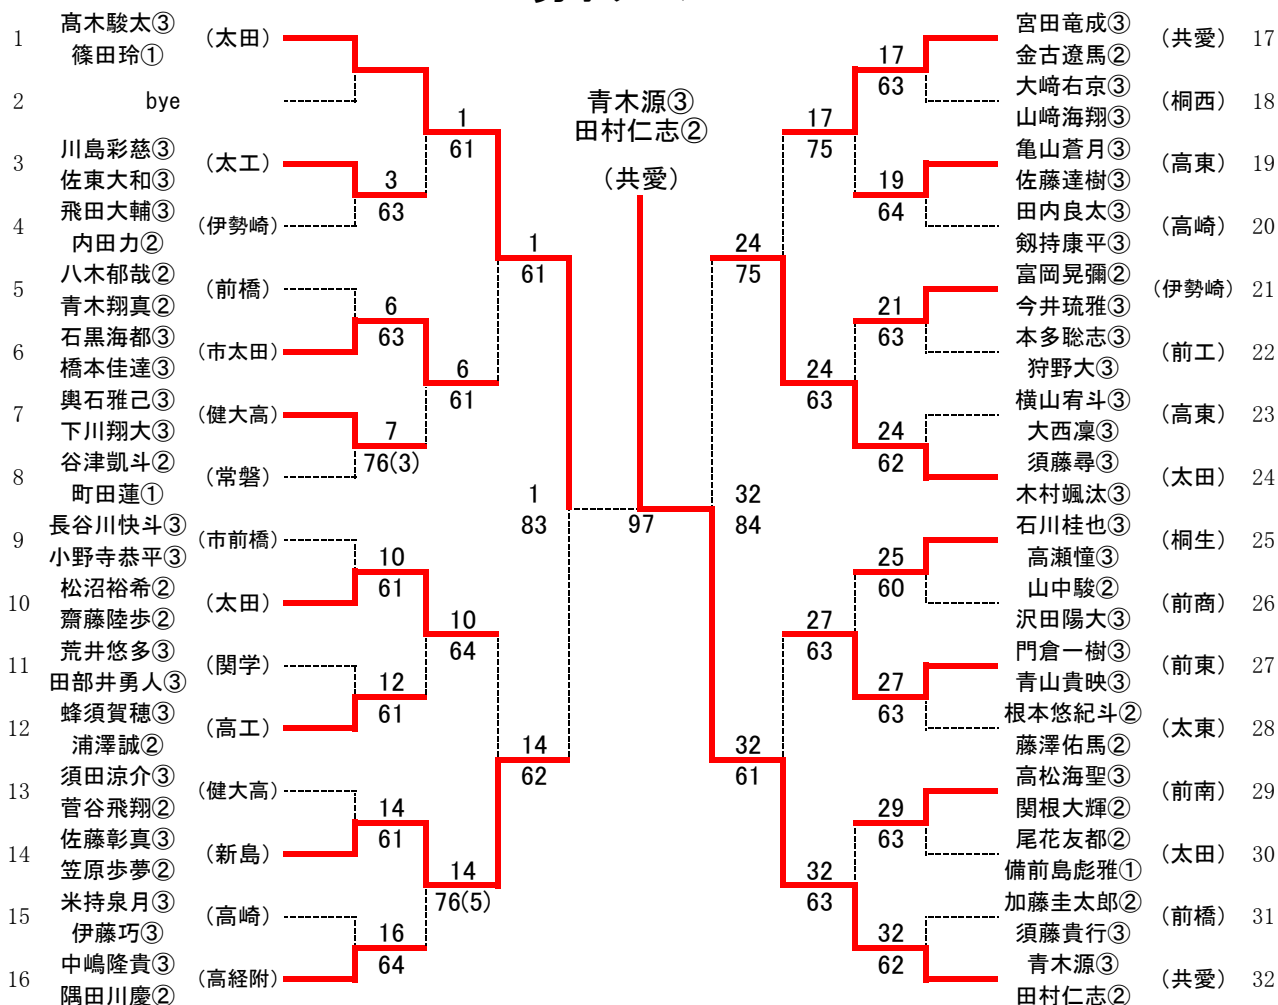 1 髙木駿太③ (太田)
篠田玲①
2 bye
3 川島彩慈③ (太工)
佐東大和③
4 飛田大輔③ (伊勢崎)
内田力②
5 八木郁哉② (前橋)
青木翔真②
6 石黒海都③ (市太田)
橋本佳達③
7 輿石雅己③ (健大高)
下川翔大③
8 谷津凱斗② (常磐)
町田蓮①
9 長谷川快斗③ (市前橋)
小野寺恭平③
10 松沼裕希② (太田)
齋藤陸歩②
11 荒井悠多③ (関学)
田部井勇人③
12 蜂須賀穂③ (高工)
浦澤誠②
13 須田涼介③ (健大高)
菅谷飛翔②
14 佐藤彰真③ (新島)
笠原歩夢②
15 米持泉月③ (高崎)
伊藤巧③
16 中嶋隆貴③ (高経附)
隅田川慶②
3
63
6
63
7
76(3)
10
61
12
61
14
61
16
64
1
61
6
61
10
64
14
76(5)
1
61
14
62
1
83
青木源③
田村仁志②
(共愛)
97
32
84
24
75
32
61
17
75
24
63
27
63
32
63
17
63
19
64
21
63
24
62
25
60
27
63
29
63
32
62
宮田竜成③ (共愛) 17
金古遼馬②
大﨑右京③ (桐西) 18
山﨑海翔③
亀山蒼月③ (高東) 19
佐藤達樹③
田内良太③ (高崎) 20
剱持康平③
富岡晃彌② (伊勢崎) 21
今井琉雅③
本多聡志③ (前工) 22
狩野大③
横山宥斗③ (高東) 23
大西凜③
須藤尋③ (太田) 24
木村颯汰③
石川桂也③ (桐生) 25
高瀬憧③
山中駿② (前商) 26
沢田陽大③
門倉一樹③ (前東) 27
青山貴映③
根本悠紀斗② (太東) 28
藤澤佑馬②
高松海聖③ (前南) 29
関根大輝②
尾花友都② (太田) 30
備前島彪雅①
加藤圭太郎② (前橋) 31
須藤貴行③
青木源③ (共愛) 32
田村仁志②